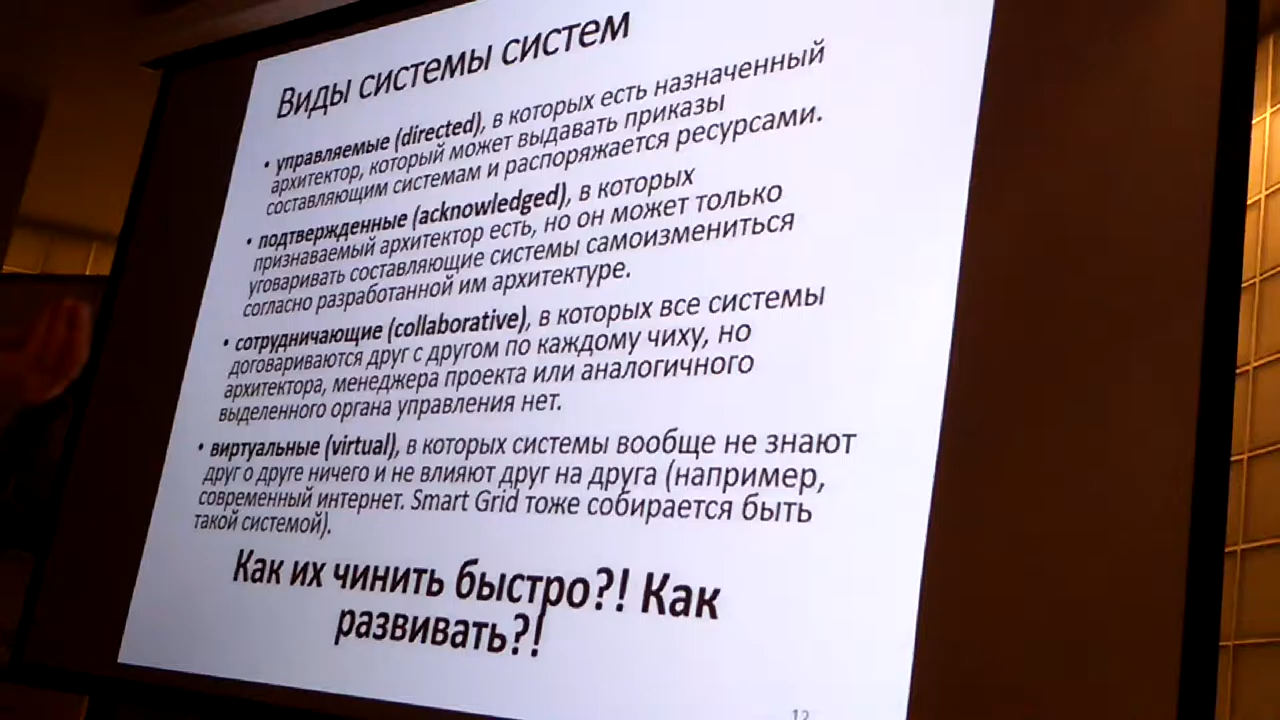 Виды системы систем
• управляемые (directed), в которых есть назначенный
архитектор, который может выдавать приказы
составляющим системам и распоряжается ресурсами.
• подтвержденные (acknowledged), в которых
признаваемый архитектор есть, но он может только
уговаривать составляющие системы самоизмениться
согласно разработанной им архитектуре.
• сотрудничающие (collaborative), в которых все системы
договариваются друг с другом по каждому чиху, но
архитектора, менеджера проекта или аналогичного
выделенного органа управления нет.
• виртуальные (virtual), в которых системы вообще не знают
друг о друге ничего и не влияют друг на друга (например,
современный интернет. Smart Grid тоже собирается быть
такой системой).
Как их чинить быстро?! Как
развивать?!